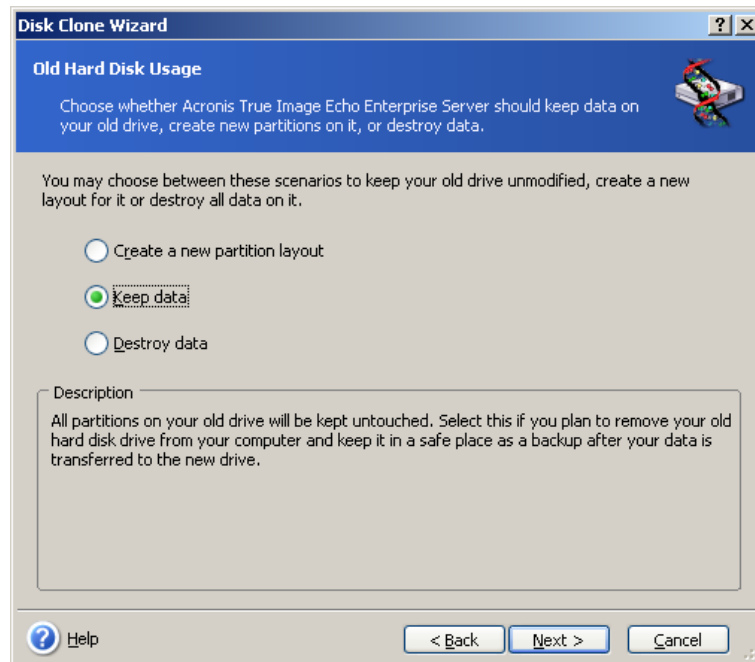 Disk Clone Wizard
Old Hard Disk Usage
Choose whether Acronis True Image Echo Enterprise Server should keep data on
your old drive, create new partitions on it, or destroy data.
You may choose between these scenarios to keep your old drive unmodified, create a new
layout for it or destroy all data on it.
Create a new partition layout
Keep data
Destroy data
Description
All partitions on your old drive will be kept untouched. Select this if you plan to remove your old
hard disk drive from your computer and keep it in a safe place as a backup after your data is
transferred to the new drive.
Help
< Back
Next >
Cancel